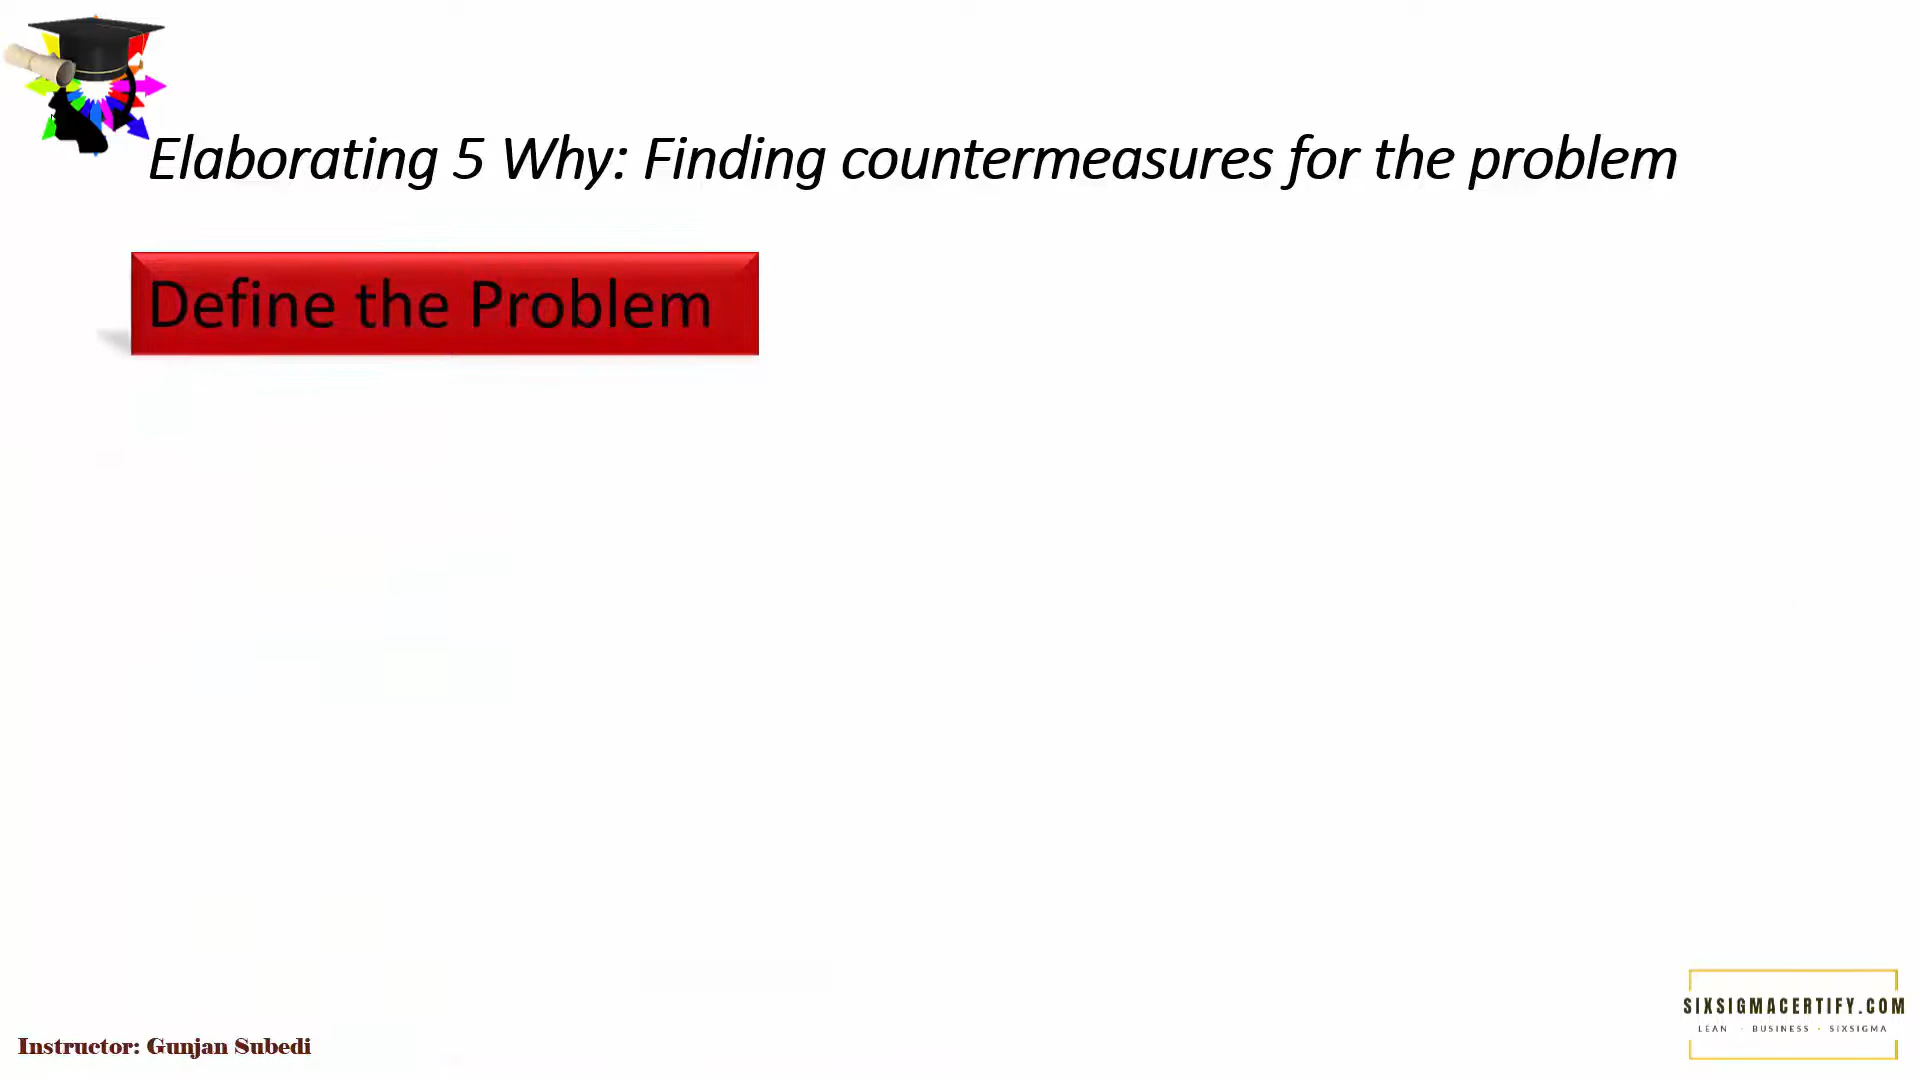 Elaborating 5 Why: Finding countermeasures for the problem
Define the Problem
SIXSIGMACERTIFY.COM
LEAN · BUSINESS · SIXSIGMA
Instructor: Gunjan Subedi